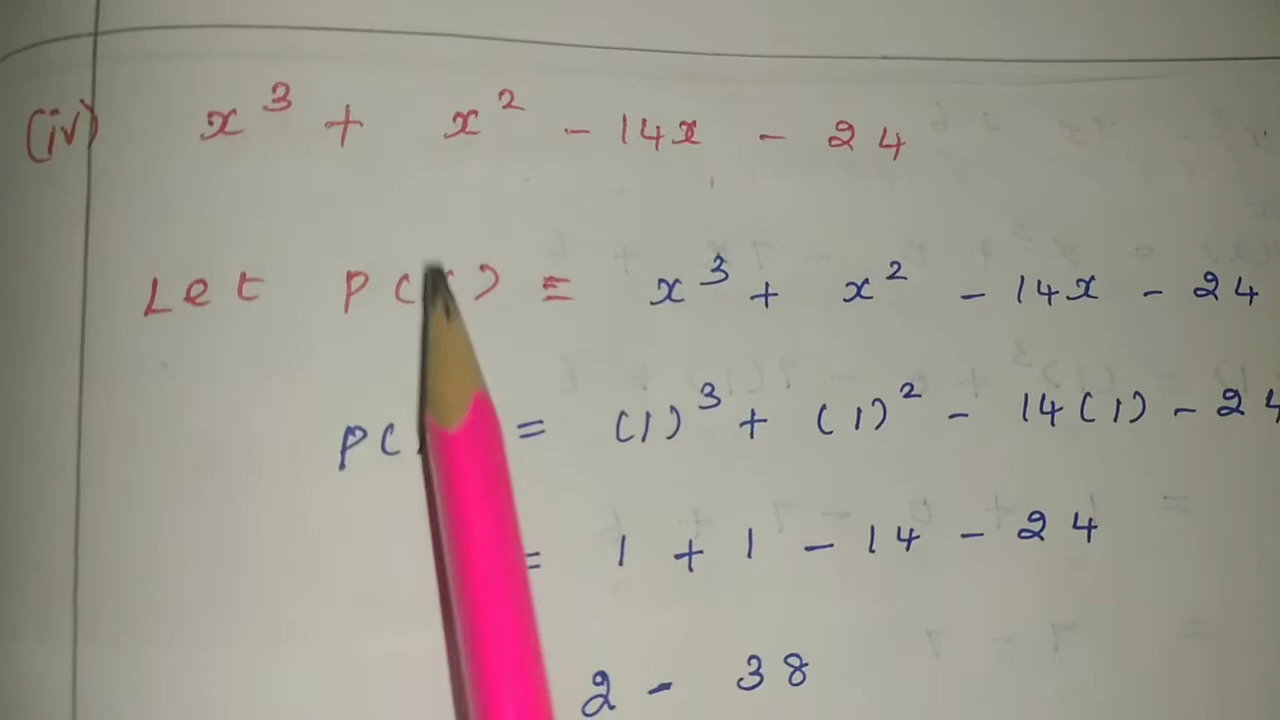 (iv) x³ + x² - 14x - 24
Let P( ) = x³ + x² - 14x - 24
P( = (1)³ + (1)² - 14(1) - 24
= 1 + 1 - 14 - 24
2 - 38